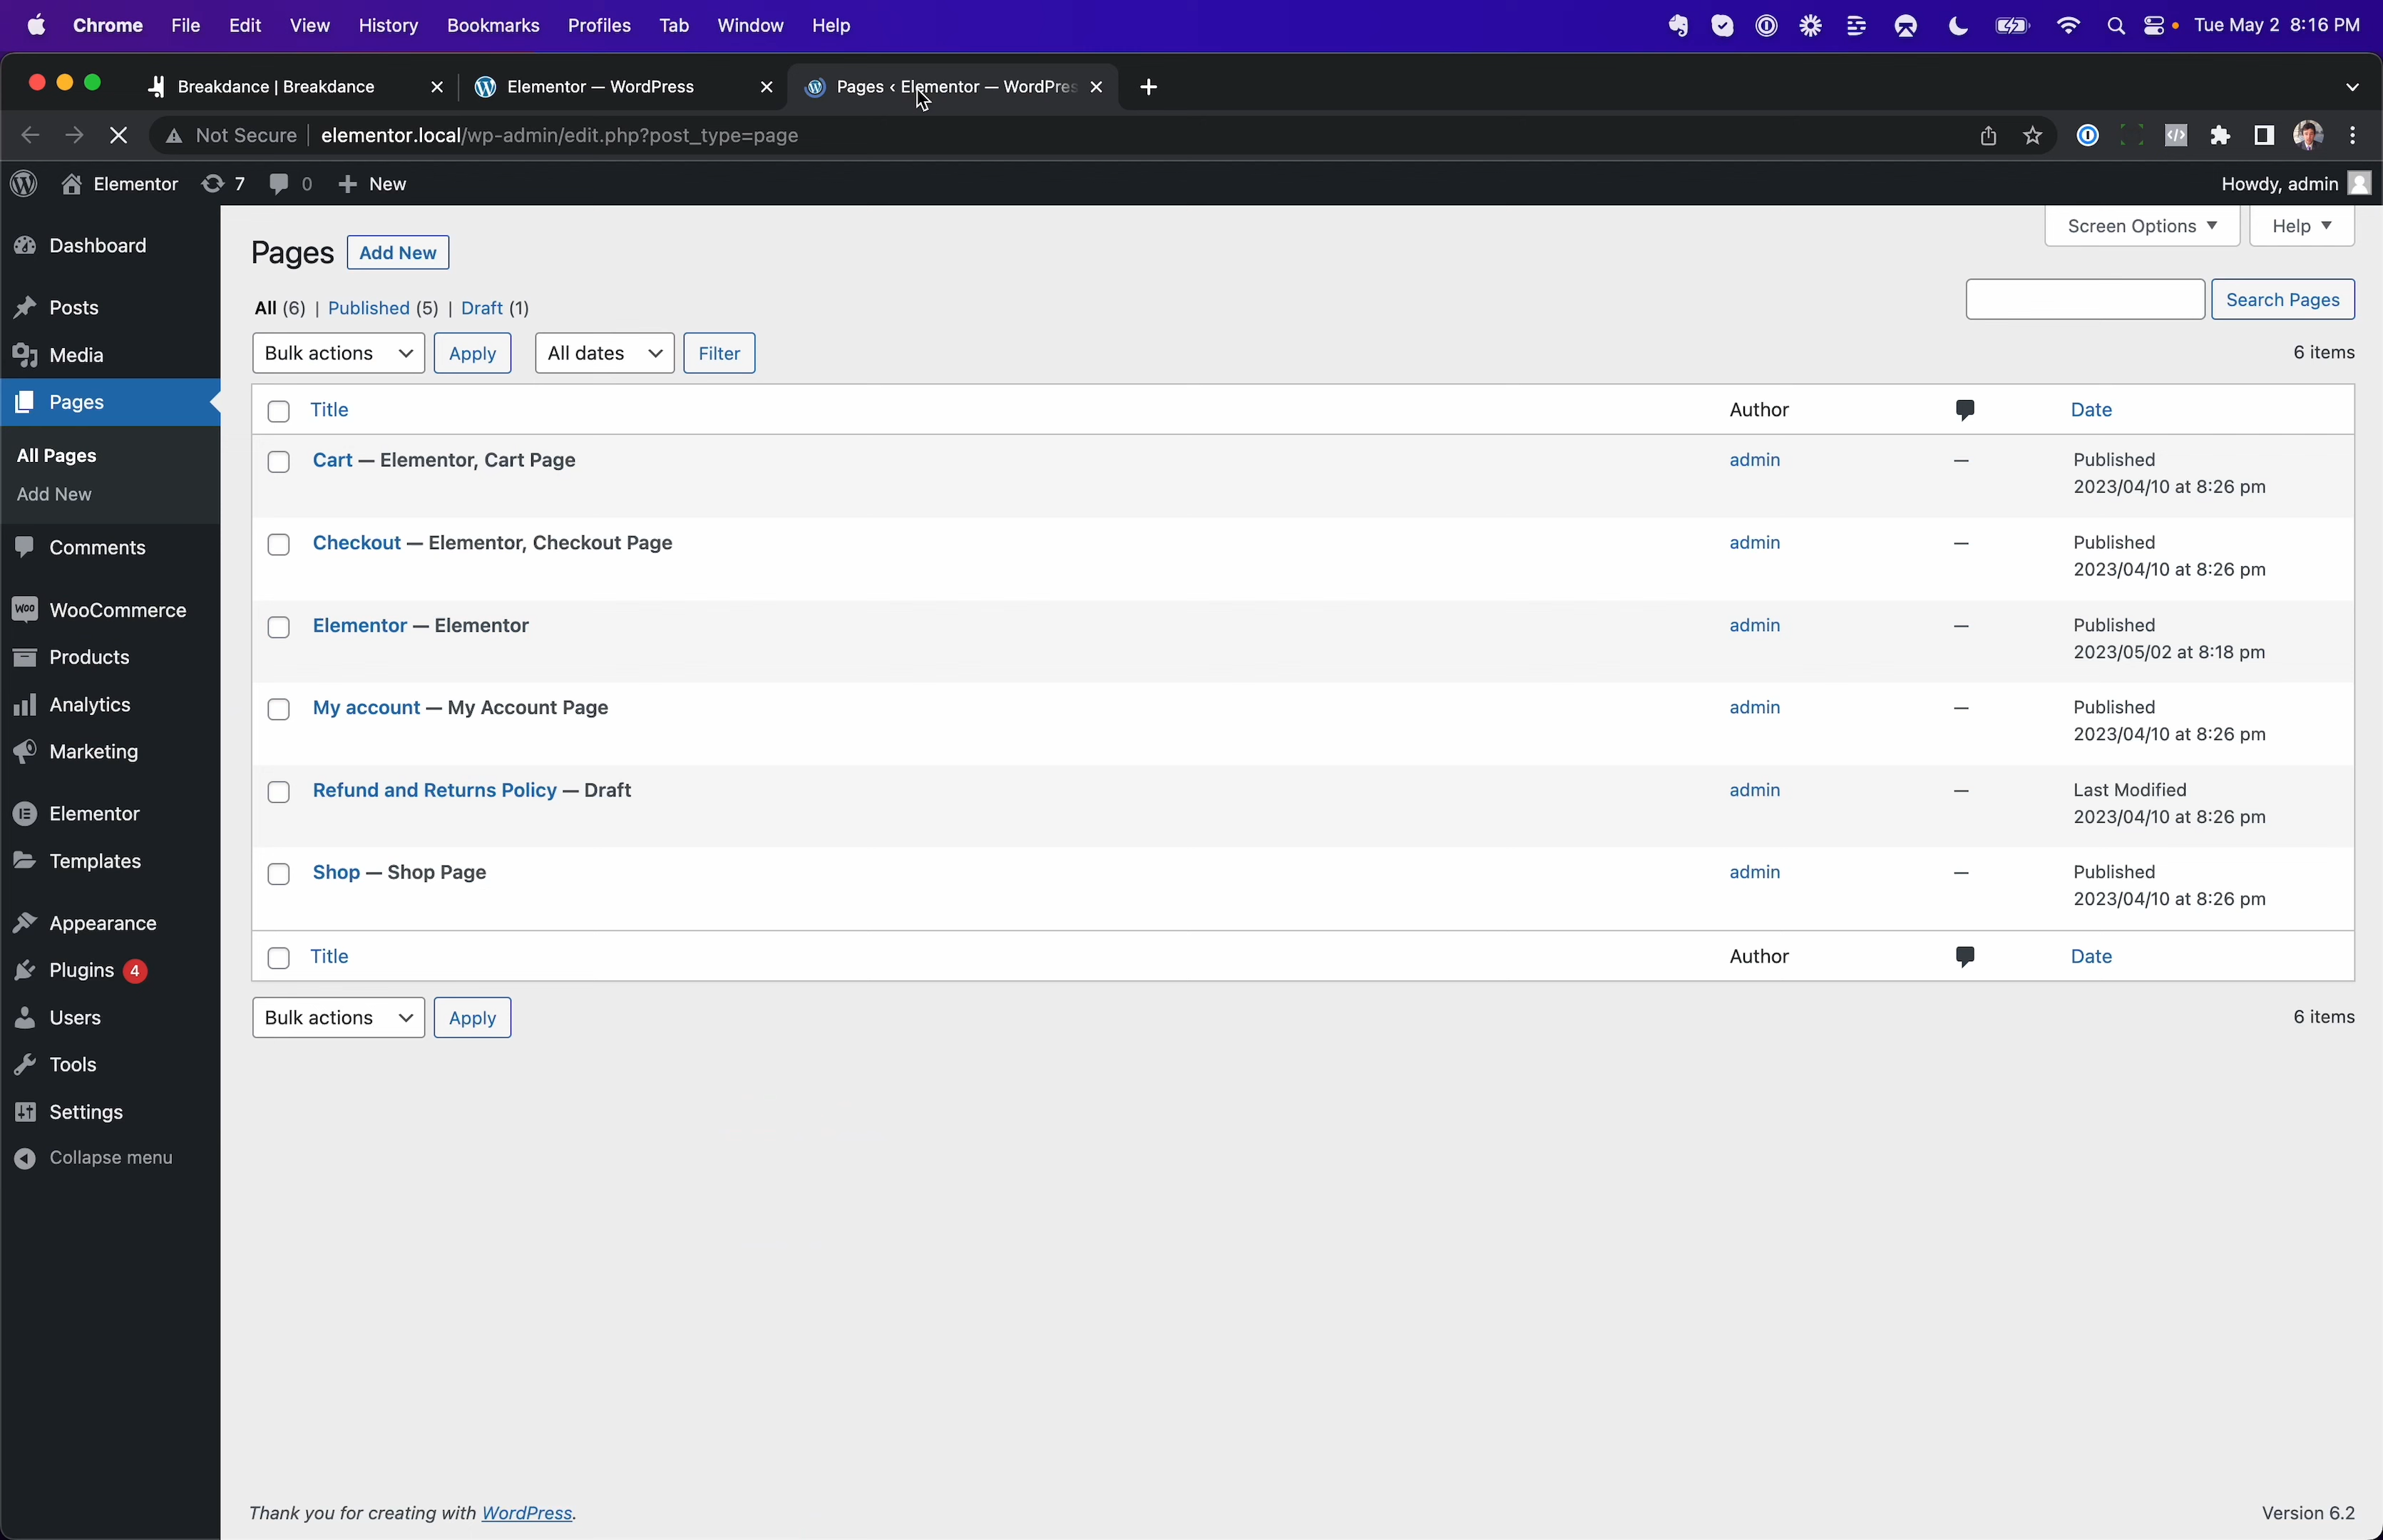 Chrome File Edit View History Bookmarks Profiles Tab Window Help Tue May 2 8:16 PM
Breakdance | Breakdance Elementor — WordPress Pages ‹ Elementor — WordPres
Not Secure elementor.local/wp-admin/edit.php?post_type=page
Elementor 7 0 New Howdy, admin
Screen Options Help
Dashboard
Posts
Media
Pages
All Pages
Add New
Comments
WooCommerce
Products
Analytics
Marketing
Elementor
Templates
Appearance
Plugins 4
Users
Tools
Settings
Collapse menu
Pages Add New
All (6) | Published (5) | Draft (1)
Search Pages
Bulk actions Apply All dates Filter 6 items
Title Author Date
Cart — Elementor, Cart Page admin — Published
2023/04/10 at 8:26 pm
Checkout — Elementor, Checkout Page admin — Published
2023/04/10 at 8:26 pm
Elementor — Elementor admin — Published
2023/05/02 at 8:18 pm
My account — My Account Page admin — Published
2023/04/10 at 8:26 pm
Refund and Returns Policy — Draft admin — Last Modified
2023/04/10 at 8:26 pm
Shop — Shop Page admin — Published
2023/04/10 at 8:26 pm
Title Author Date
Bulk actions Apply 6 items
Thank you for creating with WordPress. Version 6.2